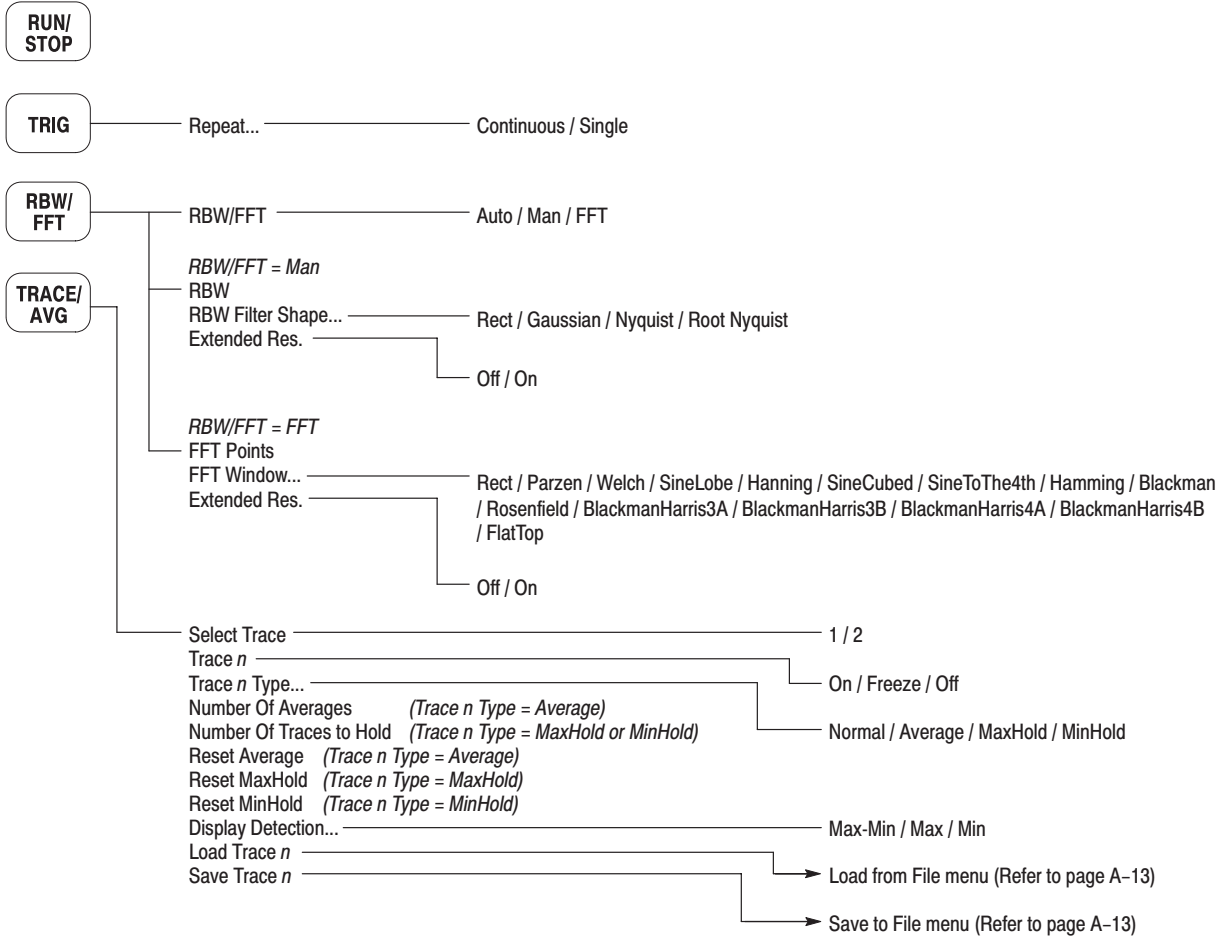 RUN/
STOP
TRIG
Repeat...
Continuous / Single
RBW/
FFT
RBW/FFT
Auto / Man / FFT
RBW/FFT = Man
RBW
RBW Filter Shape...
Rect / Gaussian / Nyquist / Root Nyquist
Extended Res.
Off / On
RBW/FFT = FFT
FFT Points
FFT Window...
Rect / Parzen / Welch / SineLobe / Hanning / SineCubed / SineToThe4th / Hamming / Blackman
/ Rosenfield / BlackmanHarris3A / BlackmanHarris3B / BlackmanHarris4A / BlackmanHarris4B
/ FlatTop
Extended Res.
Off / On
TRACE/
AVG
Select Trace
1 / 2
Trace n
On / Freeze / Off
Trace n Type...
Normal / Average / MaxHold / MinHold
Number Of Averages (Trace n Type = Average)
Number Of Traces to Hold (Trace n Type = MaxHold or MinHold)
Reset Average (Trace n Type = Average)
Reset MaxHold (Trace n Type = MaxHold)
Reset MinHold (Trace n Type = MinHold)
Display Detection...
Max-Min / Max / Min
Load Trace n
Load from File menu (Refer to page A–13)
Save Trace n
Save to File menu (Refer to page A–13)